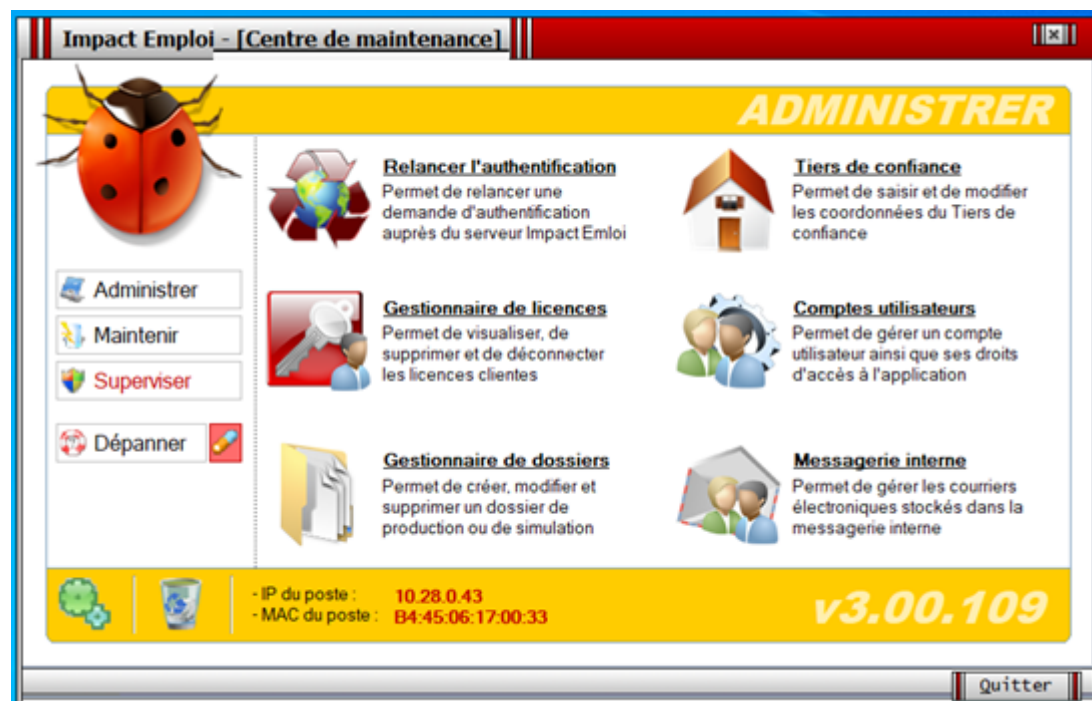 Impact Emploi - [Centre de maintenance]
ADMINISTRER
Relancer l'authentification
Permet de relancer une
demande d'authentification
auprès du serveur Impact Emloi
Tiers de confiance
Permet de saisir et de modifier
les coordonnées du Tiers de
confiance
Administrer
Maintenir
Superviser
Dépanner
Gestionnaire de licences
Permet de visualiser, de
supprimer et de déconnecter
les licences clientes
Comptes utilisateurs
Permet de gérer un compte
utilisateur ainsi que ses droits
d'accès à l'application
Gestionnaire de dossiers
Permet de créer, modifier et
supprimer un dossier de
production ou de simulation
Messagerie interne
Permet de gérer les courriers
électroniques stockés dans la
messagerie interne
- IP du poste : 10.28.0.43
- MAC du poste : B4:45:06:17:00:33
v3.00.109
Quitter